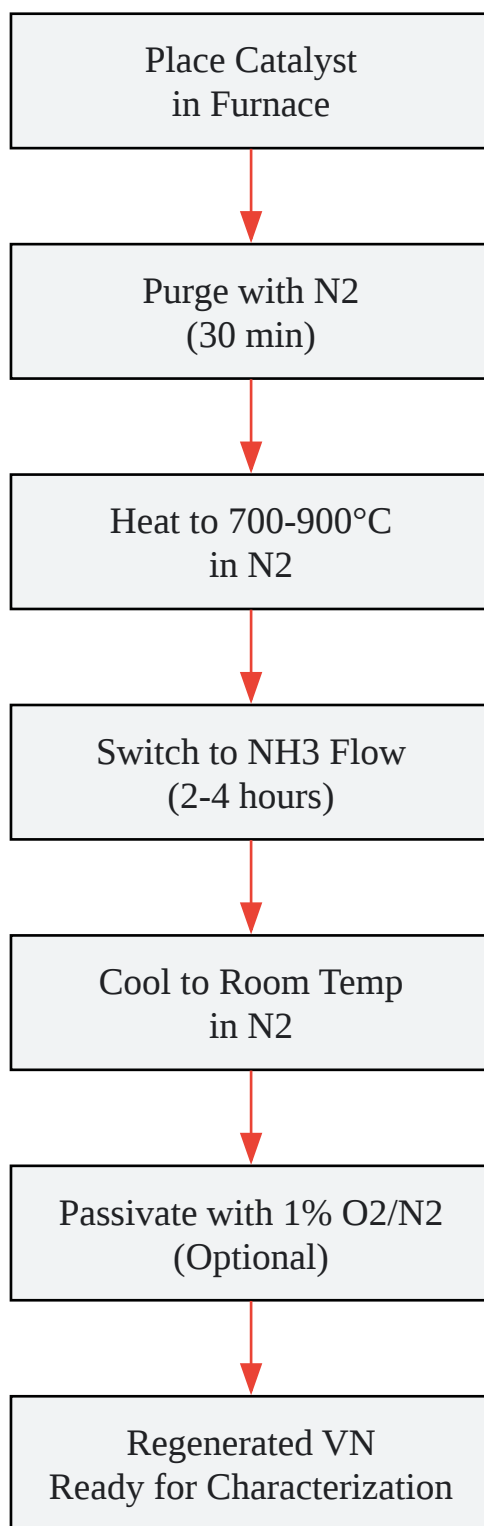 Place Catalyst
in Furnace
Purge with N2
(30 min)
Heat to 700-900°C
in N2
Switch to NH3 Flow
(2-4 hours)
Cool to Room Temp
in N2
Passivate with 1% O2/N2
(Optional)
Regenerated VN
Ready for Characterization